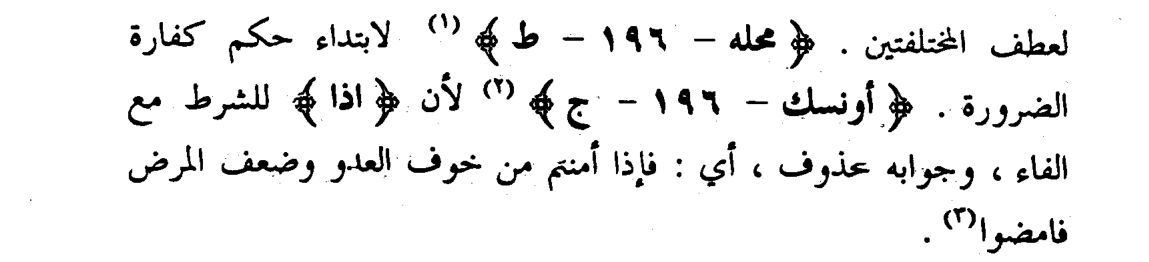 لعطف المختلفتين . ﴿ محله – ١٩٦ – ط ﴾ (١) لابتداء حكم كفارة
الضرورة . ﴿ أونسك – ١٩٦ – ج ﴾ (٢) لأن ﴿ اذا ﴾ للشرط مع
الفاء ، وجوابه عذوف ، أي : فإذا أمنتم من خوف العدو وضعف المرض
فامضوا(٣) .